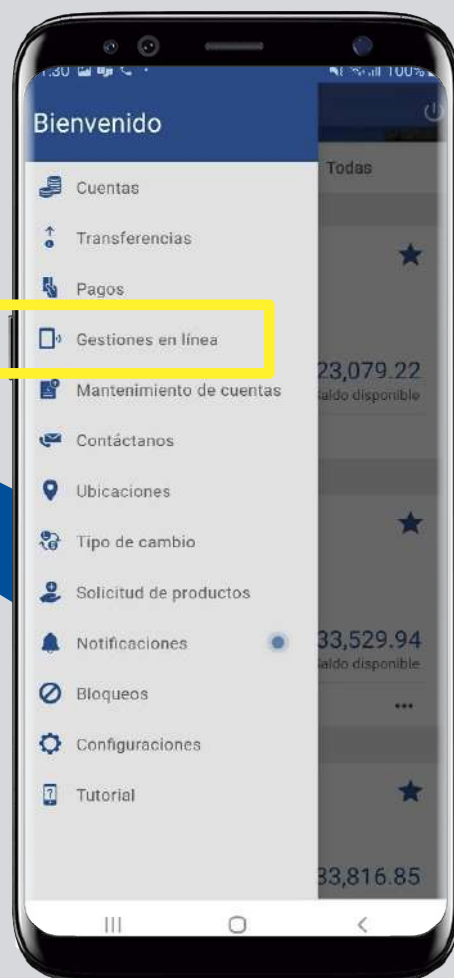 Bienvenido
Todas
Cuentas
Transferencias
Pagos
Gestiones en línea
23,079.22
Mantenimiento de cuentas
saldo disponible
Contáctanos
Ubicaciones
Tipo de cambio
Solicitud de productos
Notificaciones
33,529.94
saldo disponible
Bloqueos
Configuraciones
Tutorial
33,816.85